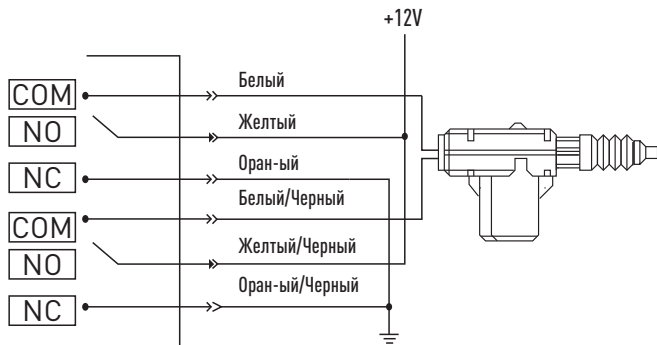 +12V
COM
Белый
NO
Желтый
NC
Оран-ый
COM
Белый/Черный
NO
Желтый/Черный
NC
Оран-ый/Черный